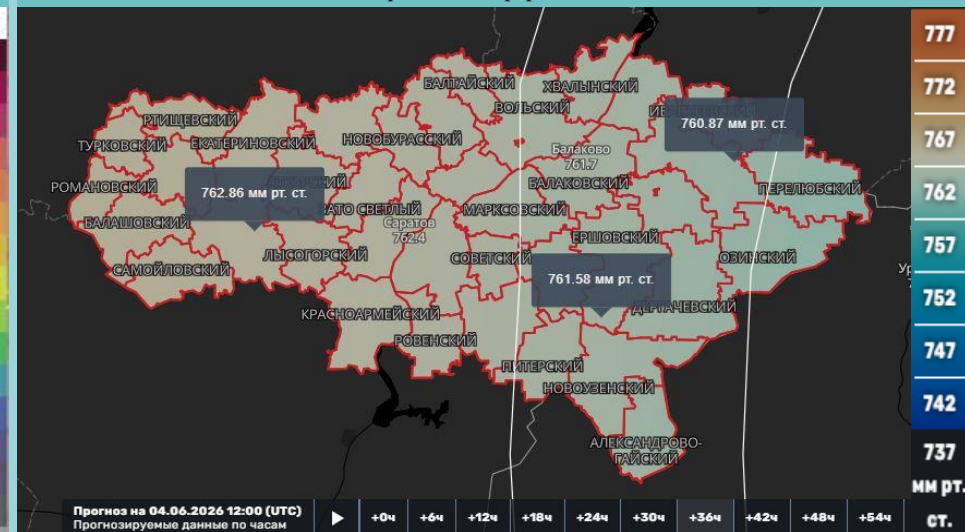 777
772
767
762
757
752
747
742
737
мм рт.
ст.
БАЛТАЙСКИЙ
ХВАЛЫНСКИЙ
ВОЛЬСКИЙ
РТИЩЕВСКИЙ
760.87 мм рт. ст.
ТУРКОВСКИЙ
ЕКАТЕРИНОВСКИЙ
НОВОБУРАССКИЙ
Балаково
761.7
РОМАНОВСКИЙ
762.86 мм рт. ст.
БАЛАКОВСКИЙ
ПЕРЕЛЮБСКИЙ
БАЛАШОВСКИЙ
ЗАТО СВЕТЛЫЙ
МАРКСОВСКИЙ
Саратов
762.4
ЕРШОВСКИЙ
САМОЙЛОВСКИЙ
ЛЫСОГОРСКИЙ
СОВЕТСКИЙ
ОЗИНСКИЙ
761.58 мм рт. ст.
КРАСНОАРМЕЙСКИЙ
ДЕРГАЧЕВСКИЙ
РОВЕНСКИЙ
ПИТЕРСКИЙ
НОВОУЗЕНСКИЙ
АЛЕКСАНДРОВО-
ГАЙСКИЙ
Прогноз на 04.06.2026 12:00 (UTC)
Прогнозируемые данные по часам
+0ч +6ч +12ч +18ч +24ч +30ч +36ч +42ч +48ч +54ч